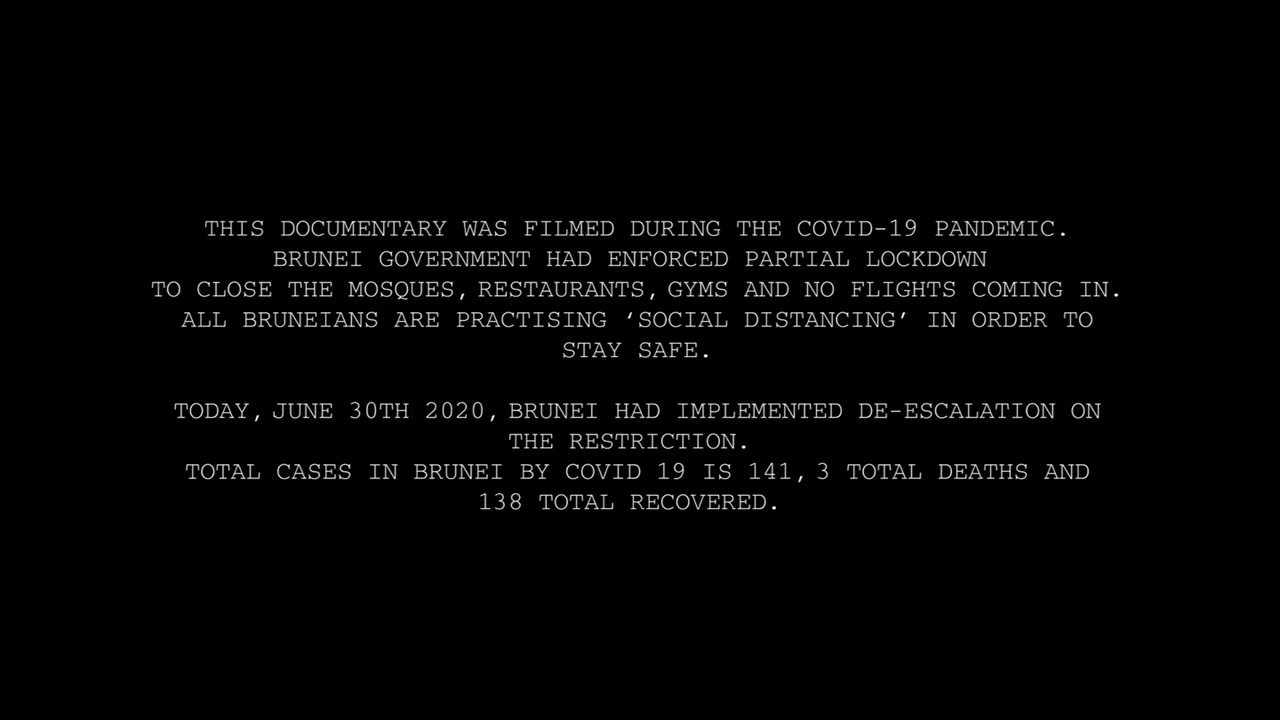 THIS DOCUMENTARY WAS FILMED DURING THE COVID-19 PANDEMIC.
BRUNEI GOVERNMENT HAD ENFORCED PARTIAL LOCKDOWN
TO CLOSE THE MOSQUES, RESTAURANTS, GYMS AND NO FLIGHTS COMING IN.
ALL BRUNEIANS ARE PRACTISING ‘SOCIAL DISTANCING’ IN ORDER TO
STAY SAFE.
TODAY, JUNE 30TH 2020, BRUNEI HAD IMPLEMENTED DE-ESCALATION ON
THE RESTRICTION.
TOTAL CASES IN BRUNEI BY COVID 19 IS 141, 3 TOTAL DEATHS AND
138 TOTAL RECOVERED.